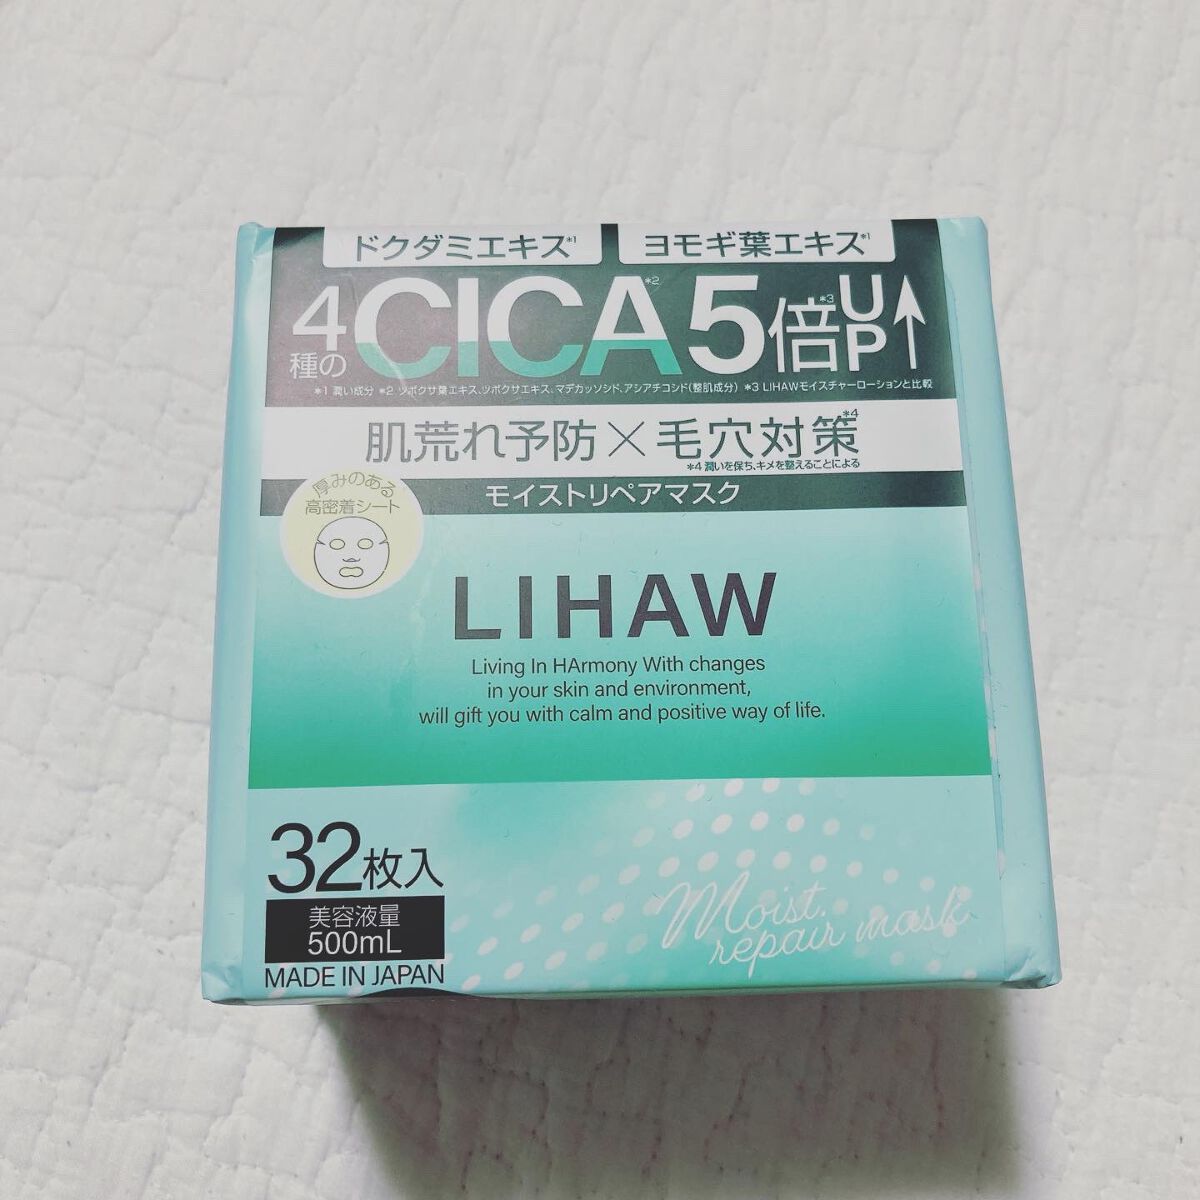 ドクダミエキス*1 ヨモギ葉エキス*1
4種のCICA*2 5倍*3UP↑
*1 潤い成分 *2 ツボクサ葉エキス、ツボクサエキス、マデカッソシド、アシアチコシド(整肌成分) *3 LIHAWモイスチャーローションと比較
肌荒れ予防×毛穴対策*4
*4 潤いを保ち、キメを整えることによる
モイストリペアマスク
厚みのある
高密着シート
LIHAW
Living In HArmony With changes
in your skin and environment,
will gift you with calm and positive way of life.
32枚入
美容液量
500mL
MADE IN JAPAN
Moist
repair mask